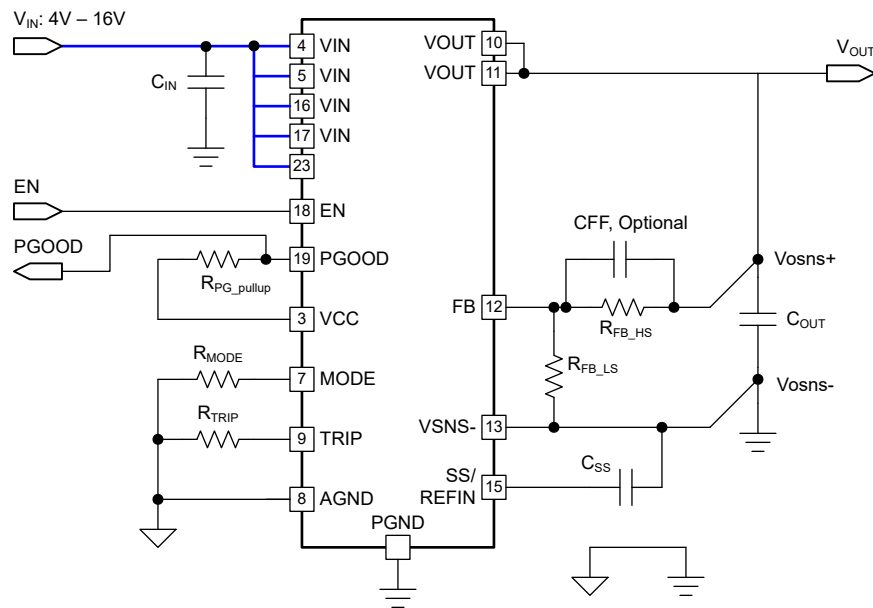 V_IN: 4V – 16V
C_IN
4 VIN
5 VIN
16 VIN
17 VIN
23
EN
18 EN
PGOOD
19 PGOOD
R_PG_pullup
3 VCC
R_MODE
7 MODE
R_TRIP
9 TRIP
8 AGND
PGND
VOUT 10
VOUT 11
V_OUT
CFF, Optional
Vosns+
FB 12
R_FB_HS
C_OUT
R_FB_LS
Vosns-
VSNS- 13
C_SS
SS/
REFIN 15